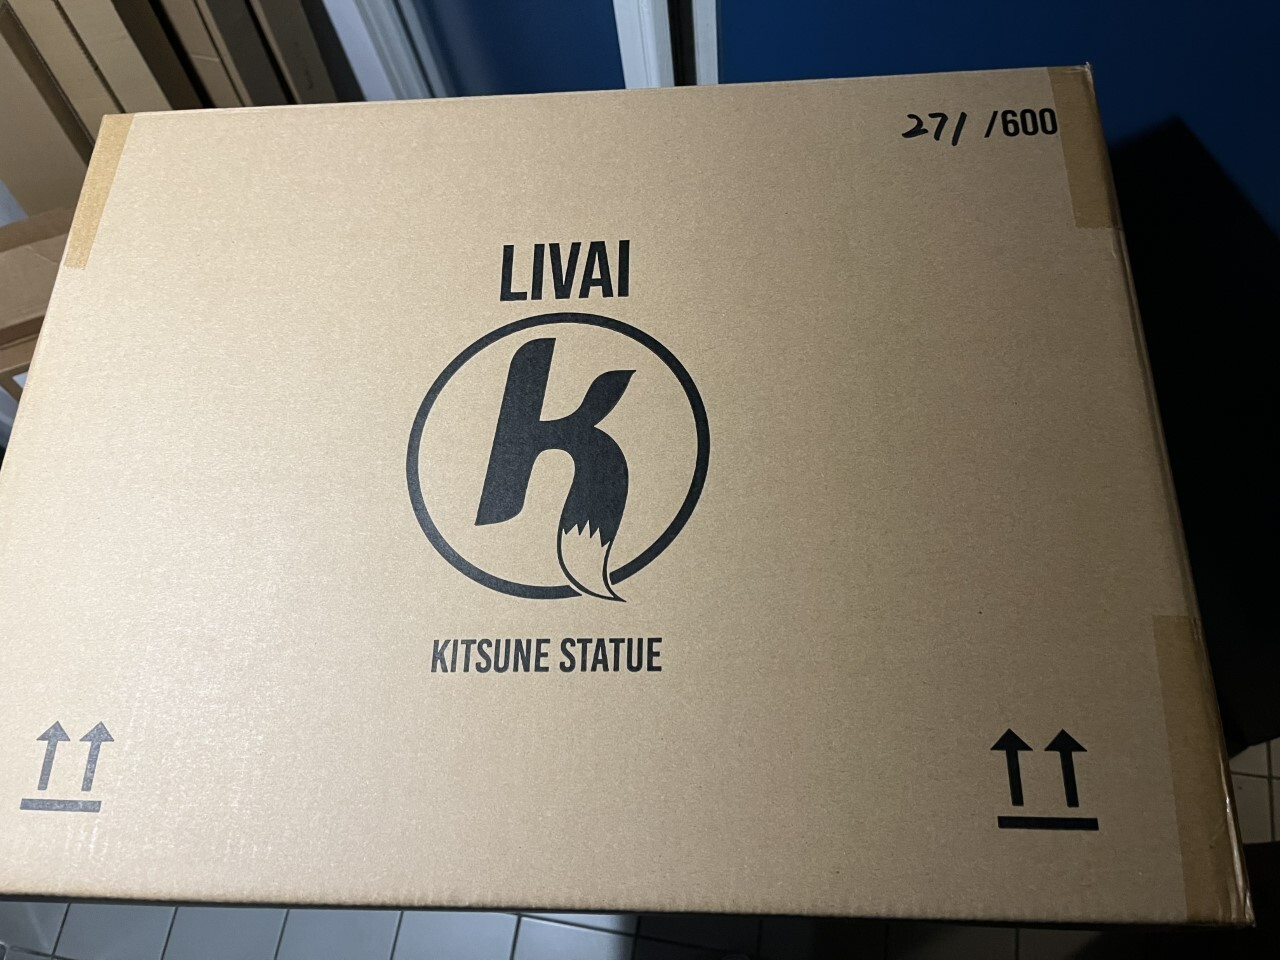 271 /600
LIVAI
K
KITSUNE STATUE